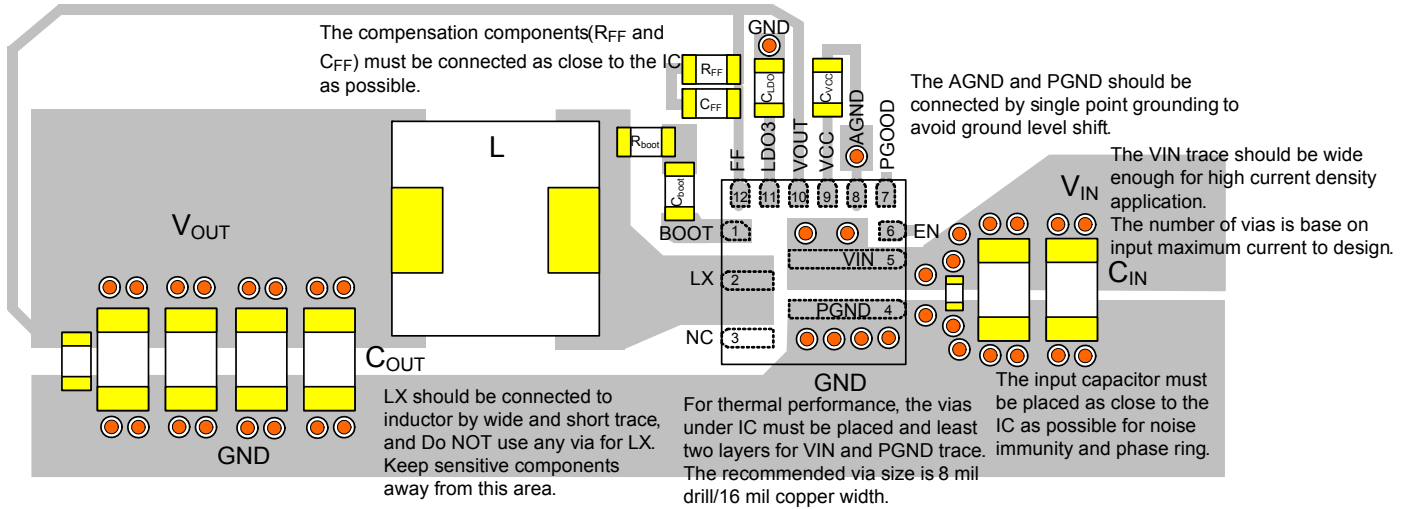 The compensation components(RFF and
CFF) must be connected as close to the IC
as possible.
GND
RFF
CFF
CLDO
CVCC
AGND
PGOOD
The AGND and PGND should be
connected by single point grounding to
avoid ground level shift.
The VIN trace should be wide
enough for high current density
application.
The number of vias is base on
input maximum current to design.
L
Rboot
Cboot
FF
LDO3
VOUT
VCC
12
11
10
9
8
7
VIN
VOUT
BOOT
1
6
EN
VIN
5
LX
2
CIN
PGND
4
NC
3
COUT
GND
GND
LX should be connected to
inductor by wide and short trace,
and Do NOT use any via for LX.
Keep sensitive components
away from this area.
For thermal performance, the vias
under IC must be placed and least
two layers for VIN and PGND trace.
The recommended via size is 8 mil
drill/16 mil copper width.
The input capacitor must
be placed as close to the
IC as possible for noise
immunity and phase ring.